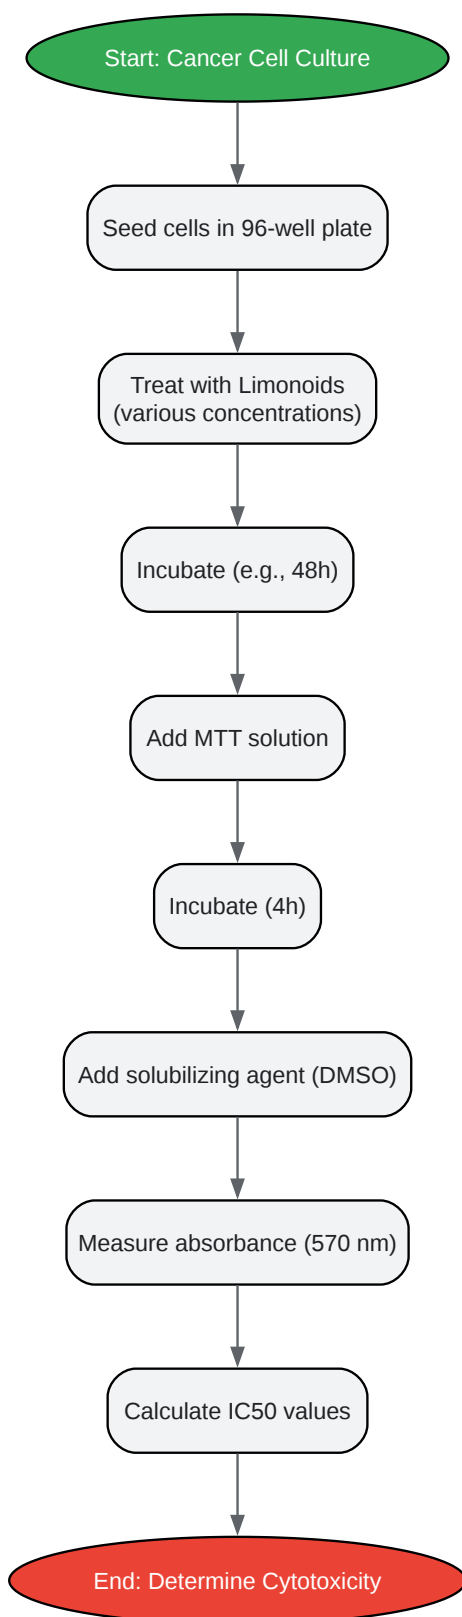 Start: Cancer Cell Culture
Seed cells in 96-well plate
Treat with Limonoids
(various concentrations)
Incubate (e.g., 48h)
Add MTT solution
Incubate (4h)
Add solubilizing agent (DMSO)
Measure absorbance (570 nm)
Calculate IC50 values
End: Determine Cytotoxicity